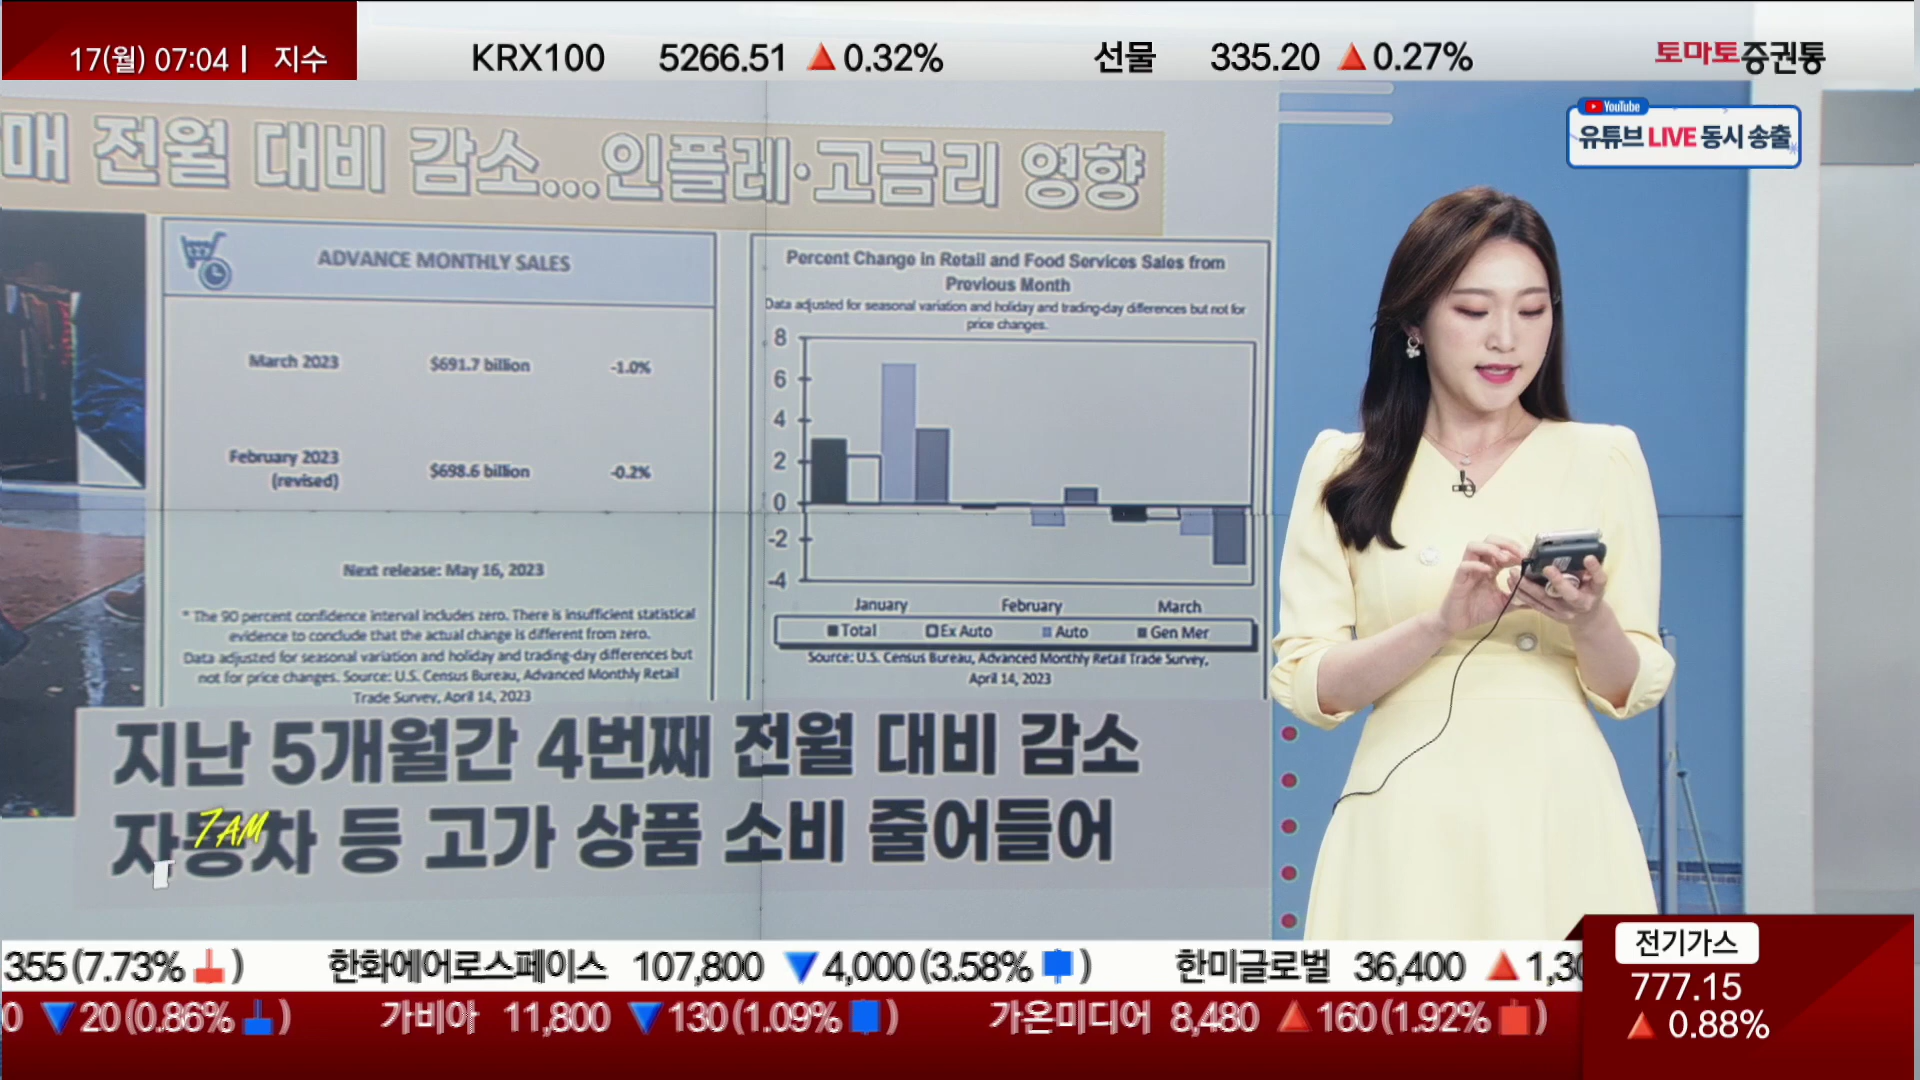 17(월) 07:04 | 지수 KRX100 5266.51 ▲ 0.32% 선물 335.20 ▲ 0.27% 토마토증권통
YouTube
유튜브 LIVE 동시 송출
매 전월 대비 감소...인플레·고금리 영향
ADVANCE MONTHLY SALES
March 2023 $691.7 billion -1.0%
February 2023 (revised) $698.6 billion -0.2%
Next release: May 16, 2023
* The 90 percent confidence interval includes zero. There is insufficient statistical
evidence to conclude that the actual change is different from zero.
Data adjusted for seasonal variation and holiday and trading-day differences but
not for price changes. Source: U.S. Census Bureau, Advanced Monthly Retail
Trade Survey, April 14, 2023
Percent Change in Retail and Food Services Sales from
Previous Month
Data adjusted for seasonal variation and holiday and trading-day differences but not for
price changes.
8
6
4
2
0
-2
-4
January February March
Total Ex Auto Auto Gen Mer
Source: U.S. Census Bureau, Advanced Monthly Retail Trade Survey,
April 14, 2023
지난 5개월간 4번째 전월 대비 감소
자동차 등 고가 상품 소비 줄어들어
7AM
355 (7.73% ) 한화에어로스페이스 107,800 ▼ 4,000 (3.58% ) 한미글로벌 36,400 ▲ 1,30
0 ▼ 20 (0.86% ) 가비아 11,800 ▼ 130 (1.09% ) 가온미디어 8,480 ▲ 160 (1.92% )
전기가스
777.15
▲ 0.88%